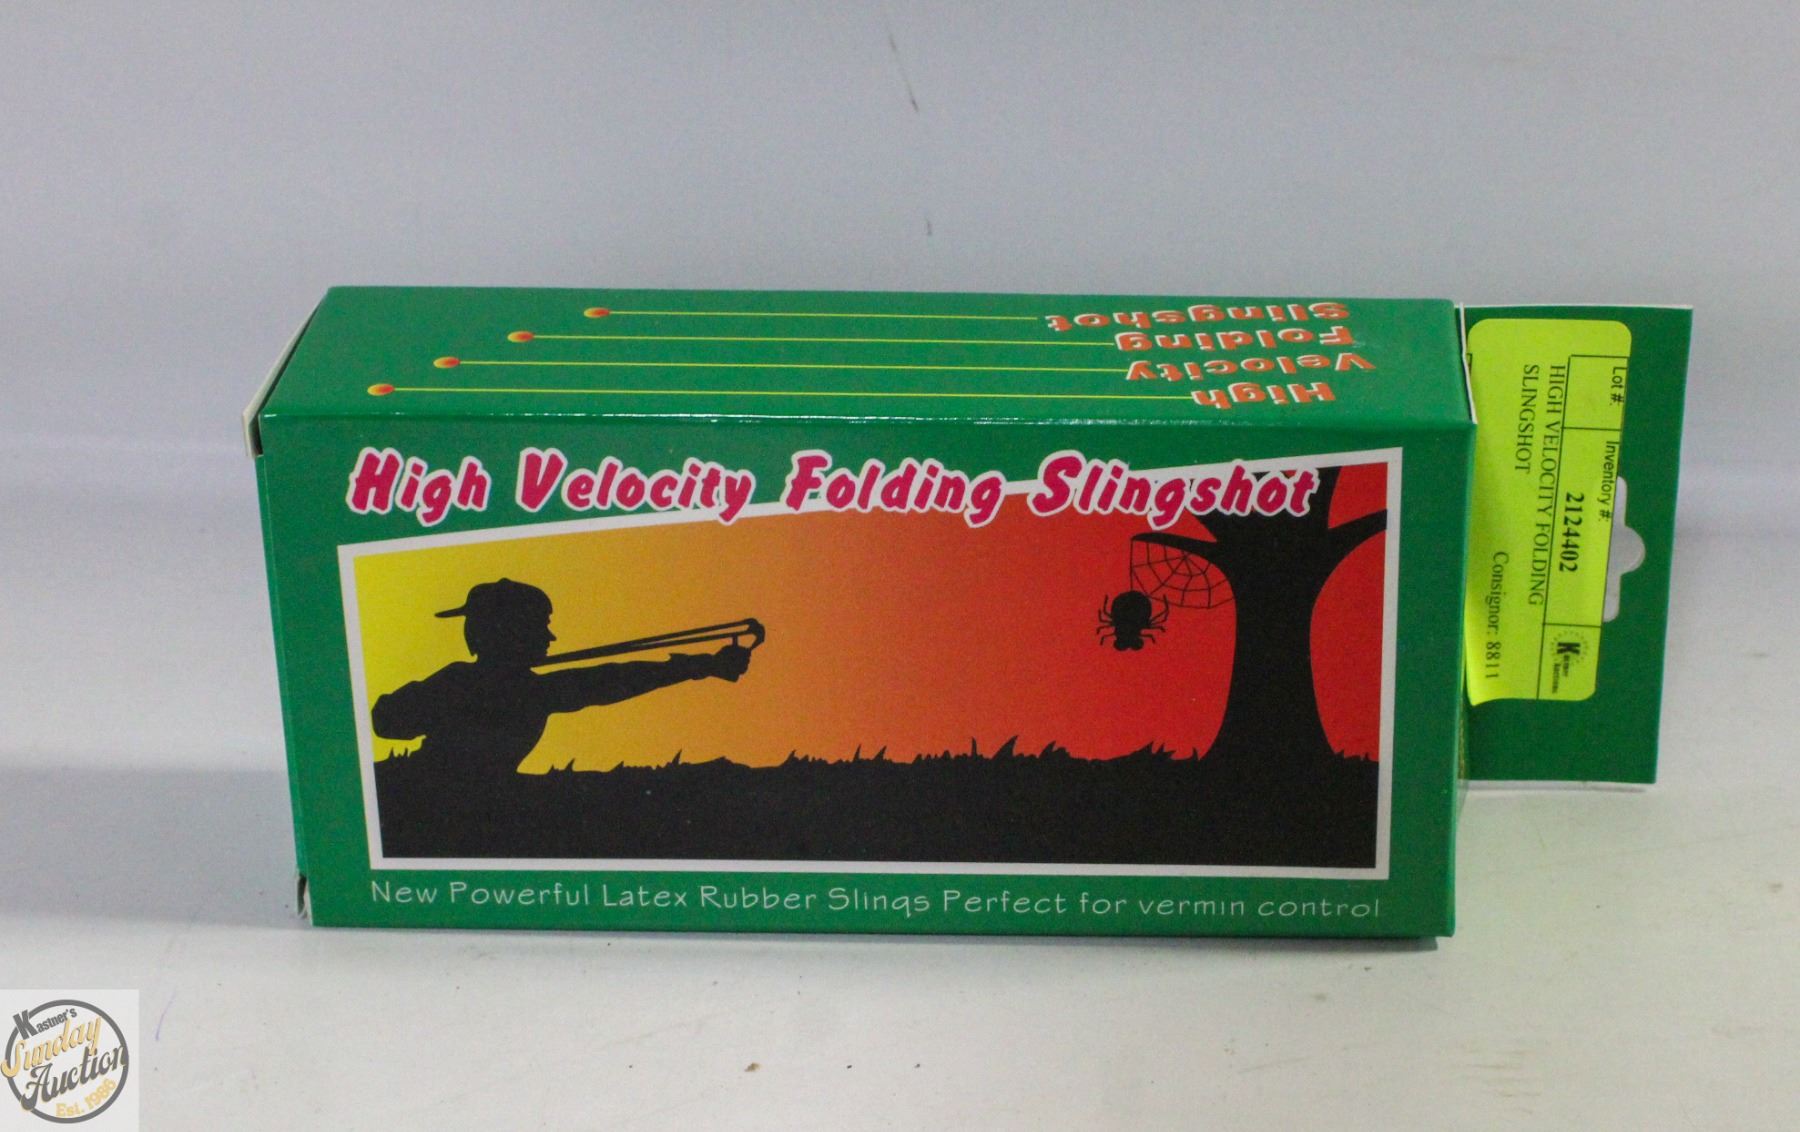 High
Velocity
Folding
Slingshot
High Velocity Folding Slingshot
New Powerful Latex Rubber Slings Perfect for vermin control
Lot #:
Inventory #:
2124402
HIGH VELOCITY FOLDING
SLINGSHOT
Consignor: 8811
Kastner's
Sunday
Auction
Est. 1986